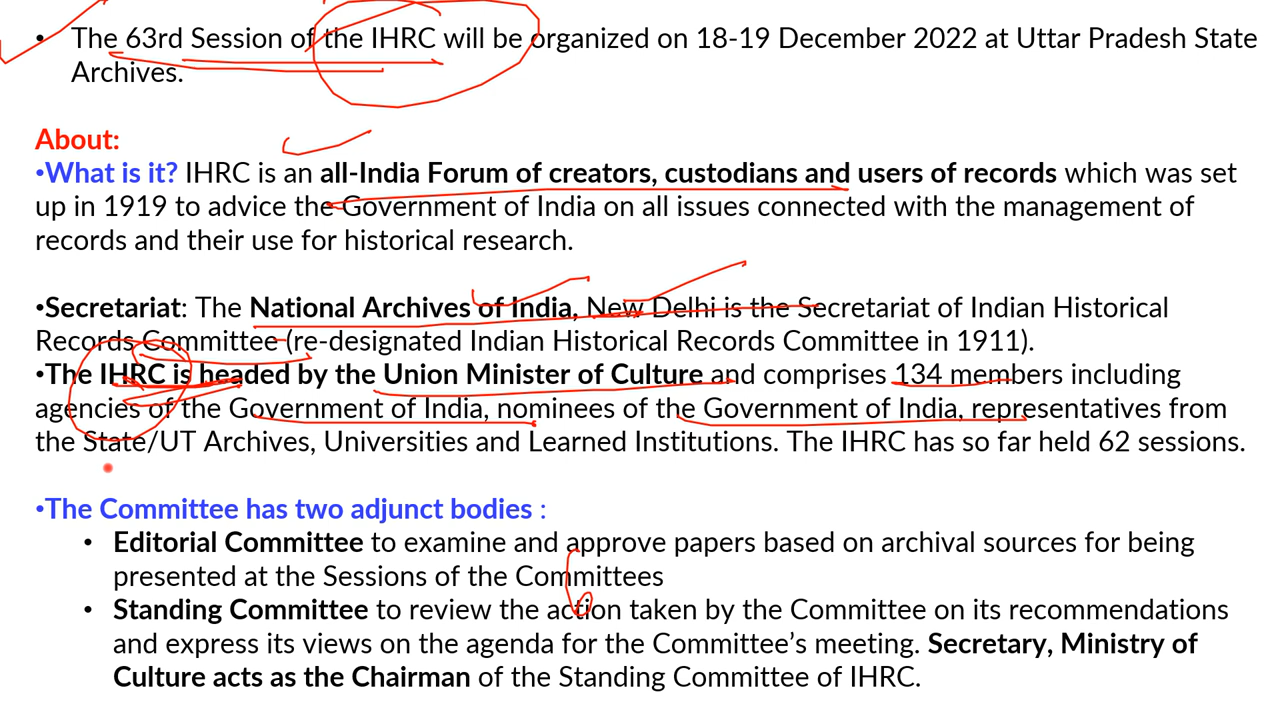 • The 63rd Session of the IHRC will be organized on 18-19 December 2022 at Uttar Pradesh State
Archives.
About:
•What is it? IHRC is an all-India Forum of creators, custodians and users of records which was set
up in 1919 to advice the Government of India on all issues connected with the management of
records and their use for historical research.
•Secretariat: The National Archives of India, New Delhi is the Secretariat of Indian Historical
Records Committee (re-designated Indian Historical Records Committee in 1911).
•The IHRC is headed by the Union Minister of Culture and comprises 134 members including
agencies of the Government of India, nominees of the Government of India, representatives from
the State/UT Archives, Universities and Learned Institutions. The IHRC has so far held 62 sessions.
•The Committee has two adjunct bodies :
• Editorial Committee to examine and approve papers based on archival sources for being
presented at the Sessions of the Committees
• Standing Committee to review the action taken by the Committee on its recommendations
and express its views on the agenda for the Committee's meeting. Secretary, Ministry of
Culture acts as the Chairman of the Standing Committee of IHRC.